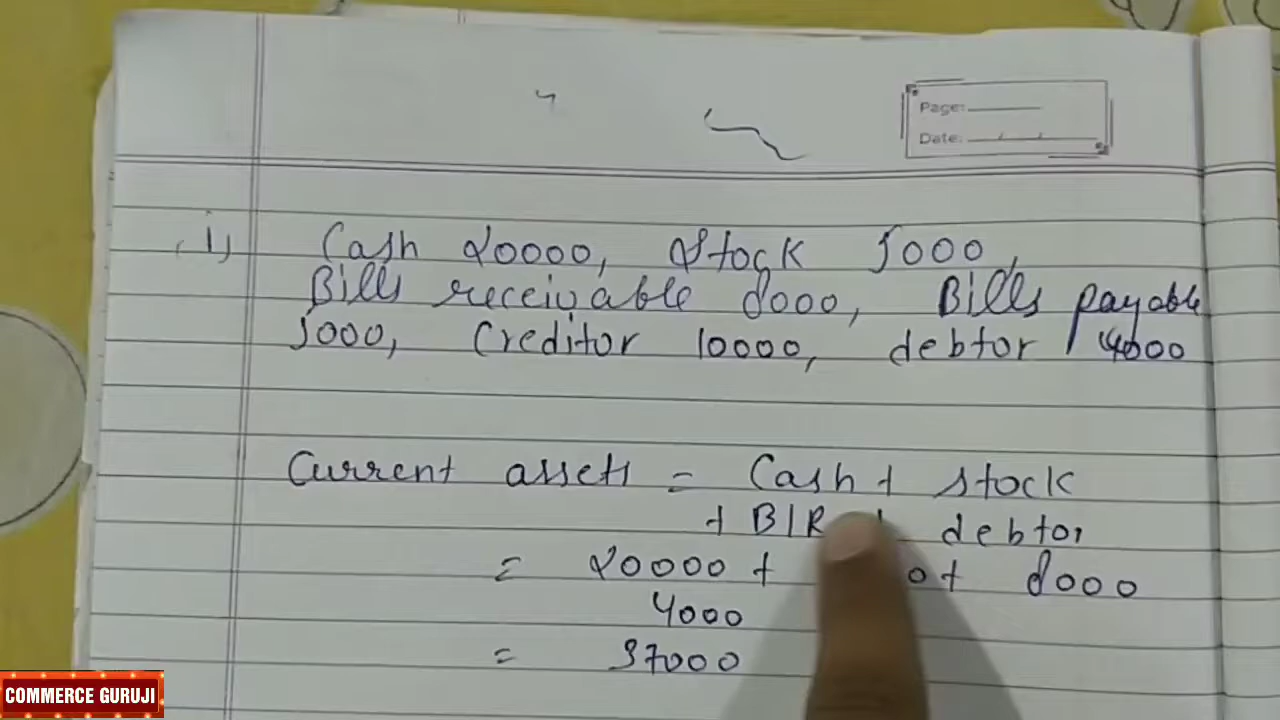 Page:
Date:
(i) Cash 20000, Stock 5000,
Bills receivable 8000, Bills payable
5000, Creditor 10000, debtor 4000
Current assets = Cash + stock
+ B/R + debtor
= 20000 + 0 + 8000
4000
= 37000
COMMERCE GURUJI